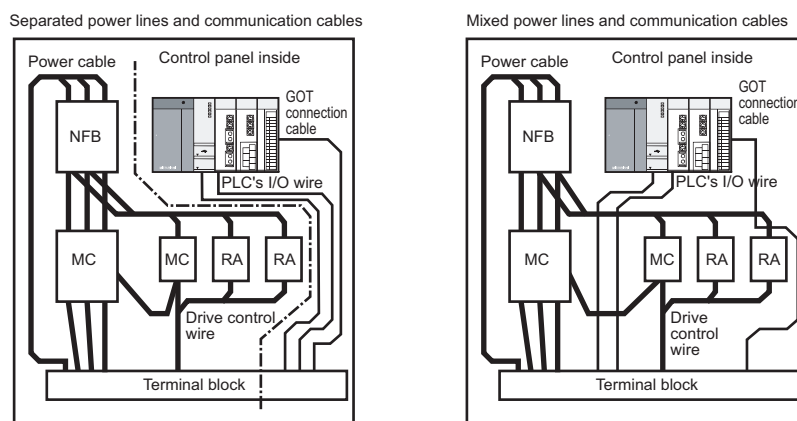 Separated power lines and communication cables
Power cable
Control panel inside
GOT
connection
cable
NFB
PLC's I/O wire
MC
MC
RA
RA
Drive control
wire
Terminal block
Mixed power lines and communication cables
Power cable
Control panel inside
GOT
connection
cable
NFB
PLC's I/O wire
MC
MC
RA
RA
Drive
control
wire
Terminal block